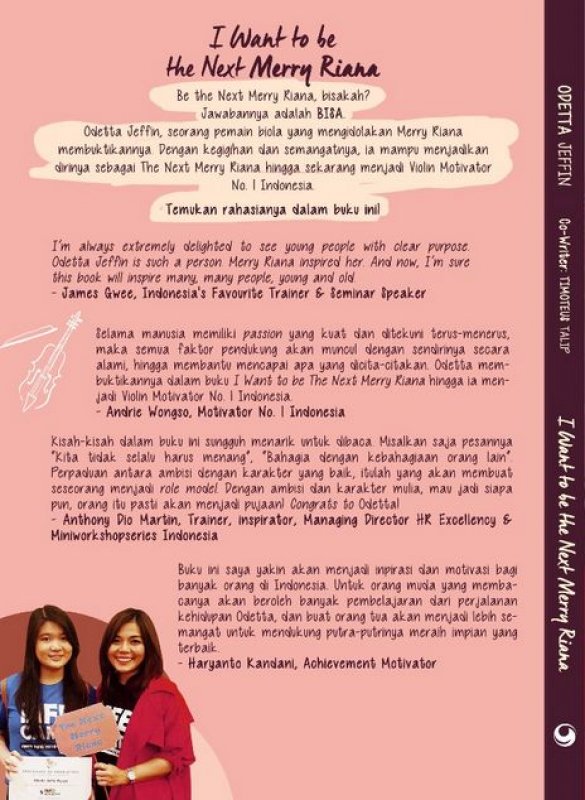 I Want to be
the Next Merry Riana
Be the Next Merry Riana, bisakah?
Jawabannya adalah BISA.
Odetta Jeffin, seorang pemain biola yang mengidolakan Merry Riana
membuktikannya. Dengan kegigihan dan semangatnya, ia mampu menjadikan
dirinya sebagai The Next Merry Riana hingga sekarang menjadi Violin Motivator
No. 1 Indonesia.
Temukan rahasianya dalam buku ini!
I'm always extremely delighted to see young people with clear purpose.
Odetta Jeffin is such a person. Merry Riana inspired her. And now, I'm sure
this book will inspire many, many people, young and old.
- James Gwee, Indonesia's Favourite Trainer & Seminar Speaker
Selama manusia memiliki passion yang kuat dan ditekuni terus-menerus,
maka semua faktor pendukung akan muncul dengan sendirinya secara
alami, hingga membantu mencapai apa yang dicita-citakan. Odetta mem-
buktikannya dalam buku I Want to be The Next Merry Riana hingga ia men-
jadi Violin Motivator No. 1 Indonesia.
- Andrie Wongso, Motivator No. 1 Indonesia
Kisah-kisah dalam buku ini sungguh menarik untuk dibaca. Misalkan saja pesannya
"Kita tidak selalu harus menang", "Bahagia dengan kebahagiaan orang lain".
Perpaduan antara ambisi dengan karakter yang baik, itulah yang akan membuat
seseorang menjadi role model. Dengan ambisi dan karakter mulia, mau jadi siapa
pun, orang itu pasti akan menjadi pujaan! Congrats to Odetta!
- Anthony Dio Martin, Trainer, inspirator, Managing Director HR Excellency &
Miniworkshopseries Indonesia
Buku ini saya yakin akan menjadi inpirasi dan motivasi bagi
banyak orang di Indonesia. Untuk orang muda yang memba-
canya akan beroleh banyak pembelajaran dari perjalanan
kehidupan Odetta, dan buat orang tua akan menjadi lebih se-
mangat untuk mendukung putra-putrinya meraih impian yang
terbaik.
- Haryanto Kandani, Achievement Motivator
The Next
Merry
Riana
ODETTA JEFFIN
Co-Writer: TIMOTEUS TALIP
I Want to be the Next Merry Riana